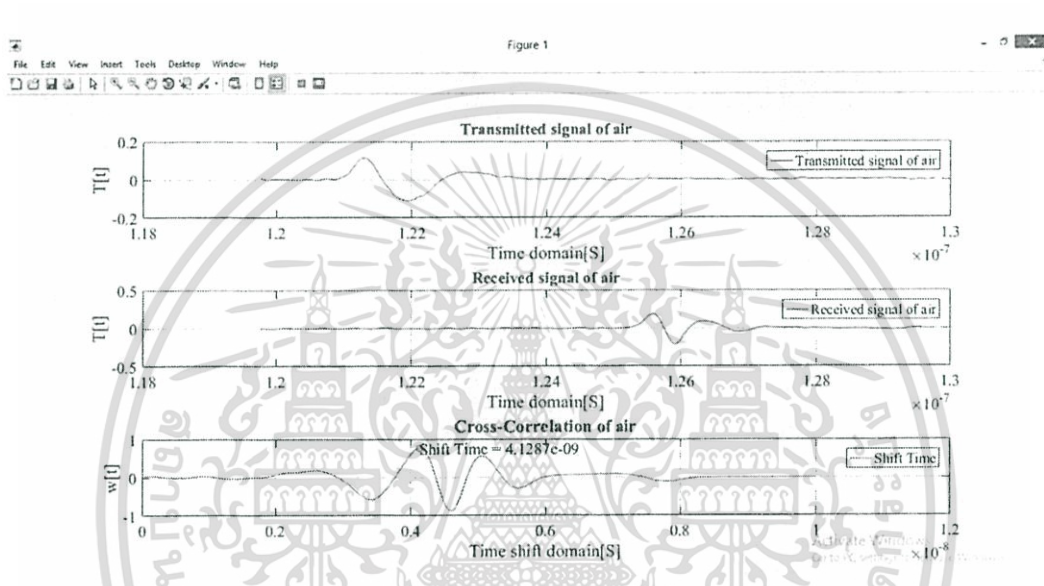 Figure 1
File Edit View Insert Tools Desktop Window Help
Transmitted signal of air
T[t]
0.2
0
-0.2
Transmitted signal of air
1.18 1.2 1.22 1.24 1.26 1.28 1.3
Time domain[S]
×10-7
Received signal of air
T[t]
0.5
0
-0.5
Received signal of air
1.18 1.2 1.22 1.24 1.26 1.28 1.3
Time domain[S]
×10-7
Cross-Correlation of air
w[t]
1
0
-1
Shift Time = 4.1287e-09
Shift Time
0 0.2 0.4 0.6 0.8 1 1.2
Time shift domain[S]
×10-8
Activate Windows